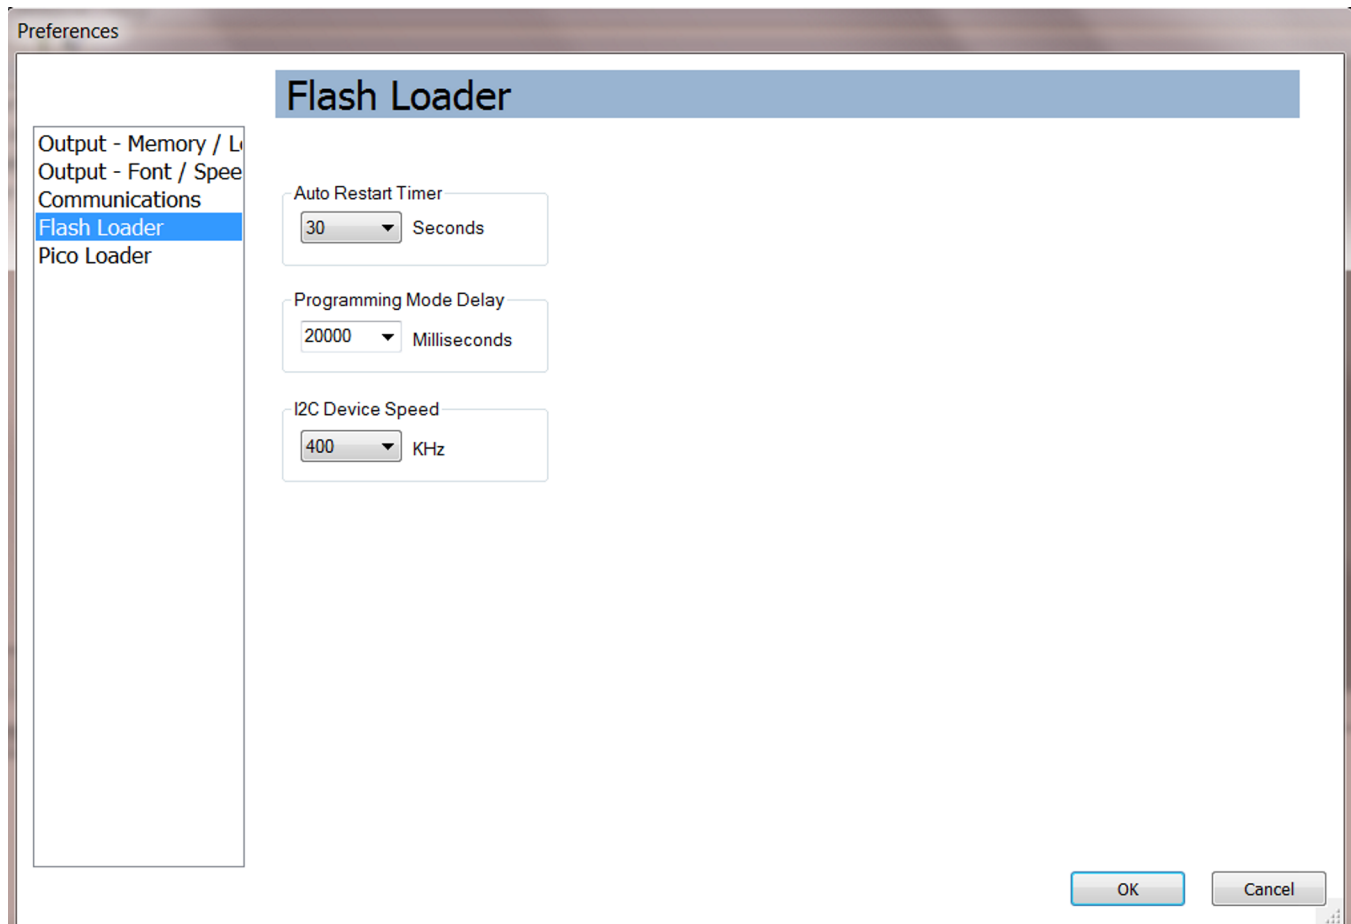 Preferences
Flash Loader
Output - Memory / L
Output - Font / Spee
Communications
Flash Loader
Pico Loader
Auto Restart Timer
30 Seconds
Programming Mode Delay
20000 Milliseconds
I2C Device Speed
400 KHz
OK Cancel